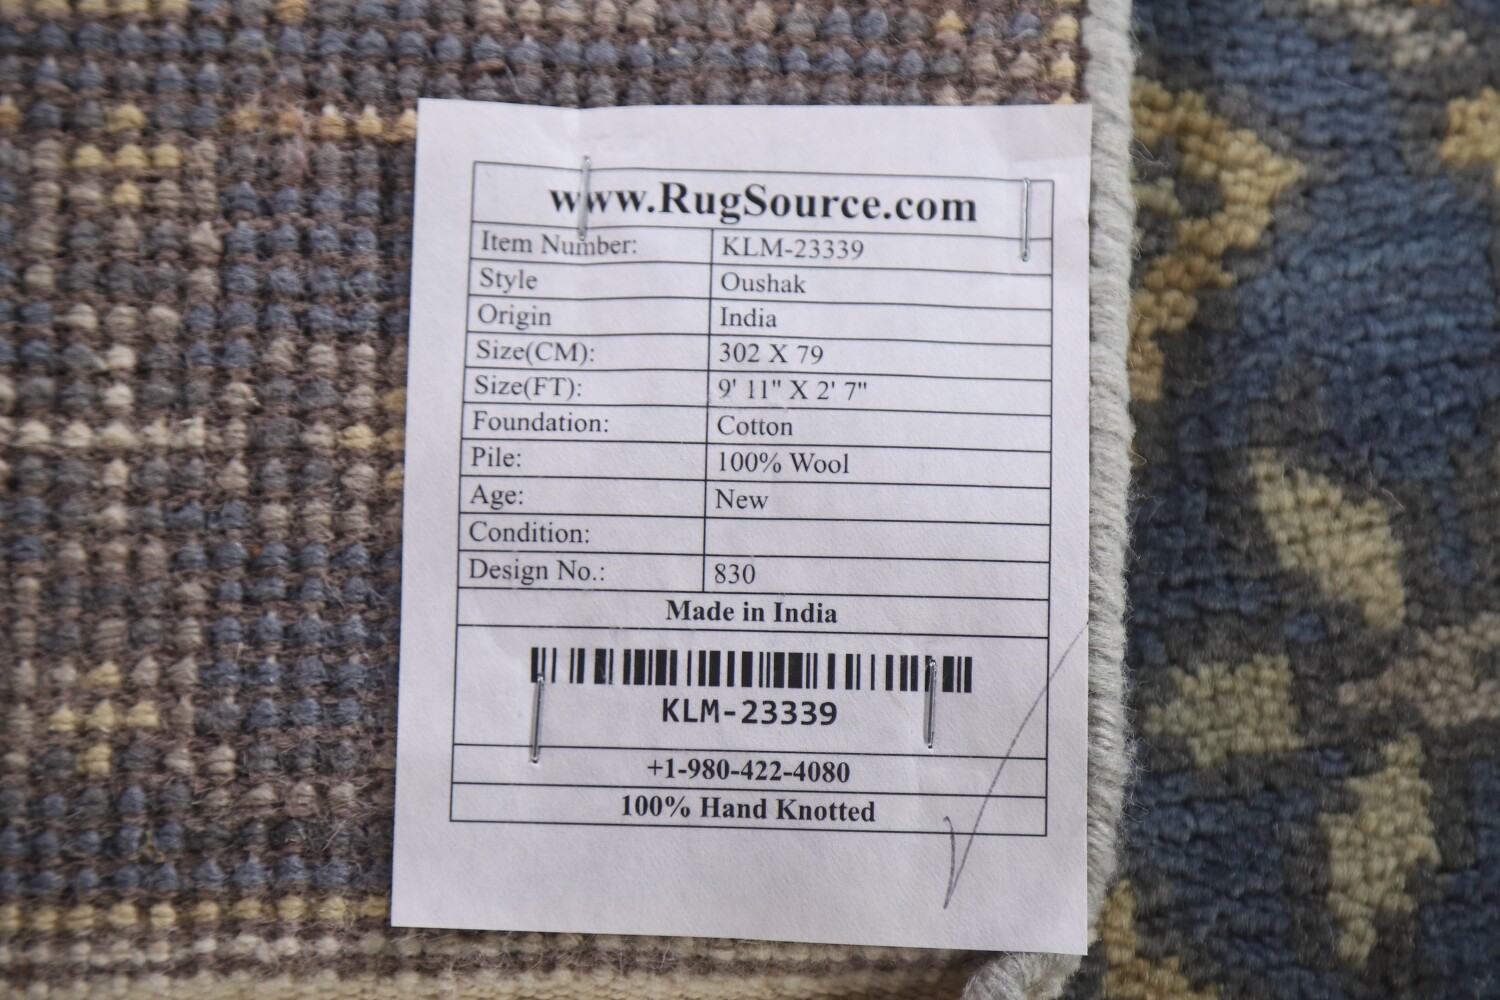 www.RugSource.com
Item Number: KLM-23339
Style Oushak
Origin India
Size(CM): 302 X 79
Size(FT): 9' 11" X 2' 7"
Foundation: Cotton
Pile: 100% Wool
Age: New
Condition:
Design No.: 830
Made in India
KLM-23339
+1-980-422-4080
100% Hand Knotted